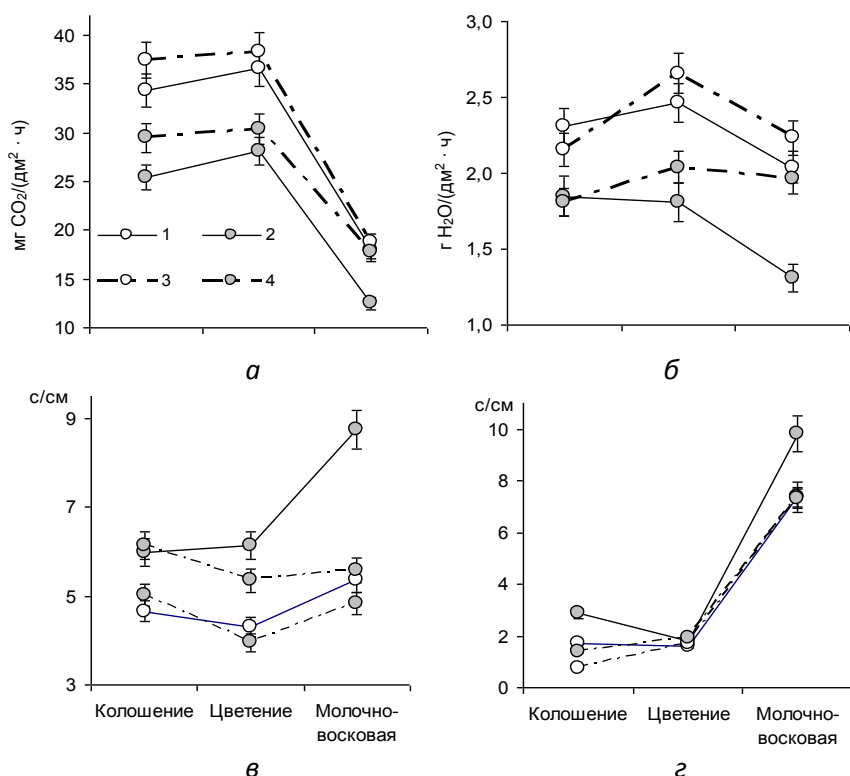 мг CO₂/(дм² · ч)
40
35
30
25
20
15
10
1
2
3
4
а
г H₂O/(дм² · ч)
3,0
2,5
2,0
1,5
1,0
б
с/см
9
7
5
3
Колошение Цветение Молочно-
восковая
в
с/см
10
8
6
4
2
0
Колошение Цветение Молочно-
восковая
г